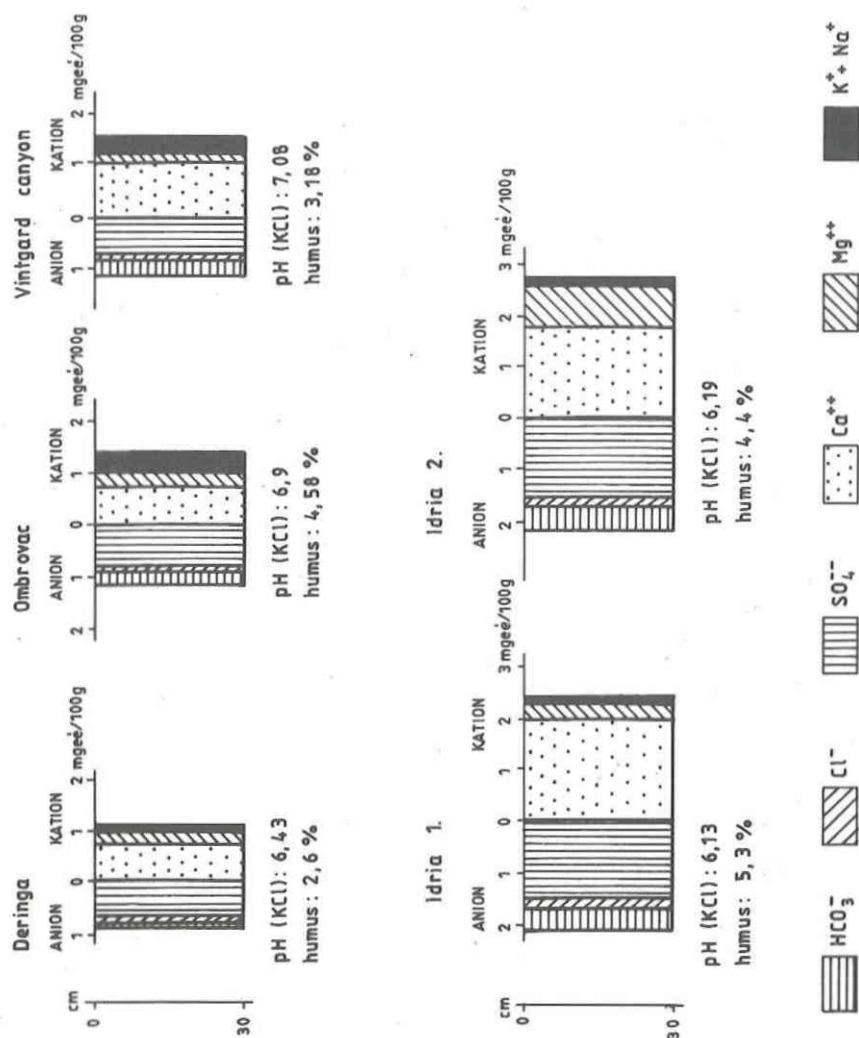 Deringa
ANION KATION
1 0 1 2 mgeé/100g
cm
0
30
pH (KCl) : 6,43
humus : 2,6 %
Ombrovac
ANION KATION
2 1 0 1 2 mgeé/100g
pH (KCl) : 6,9
humus : 4,58 %
Vintgard canyon
ANION KATION
1 0 1 2 mgeé/100g
pH (KCl) : 7,08
humus : 3,18 %
Idria 1.
ANION KATION
2 1 0 1 2 3 mgeé/100g
cm
0
30
pH (KCl) : 6,13
humus : 5,3 %
Idria 2.
ANION KATION
2 1 0 1 2 3 mgeé/100g
pH (KCl) : 6,19
humus : 4,4 %
HCO₃⁻ Cl⁻ SO₄⁻⁻ Ca⁺⁺ Mg⁺⁺ K⁺+ Na⁺